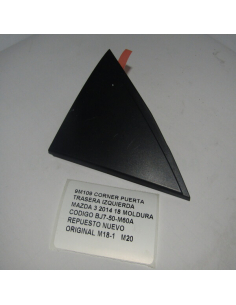 9M109 CORNER PUERTA
TRASERA IZQUIERDA
MAZDA 3 2014 18 MOLDURA
CODIGO BJ7-50-M60A
REPUESTO NUEVO
ORIGINAL M18-1 M20